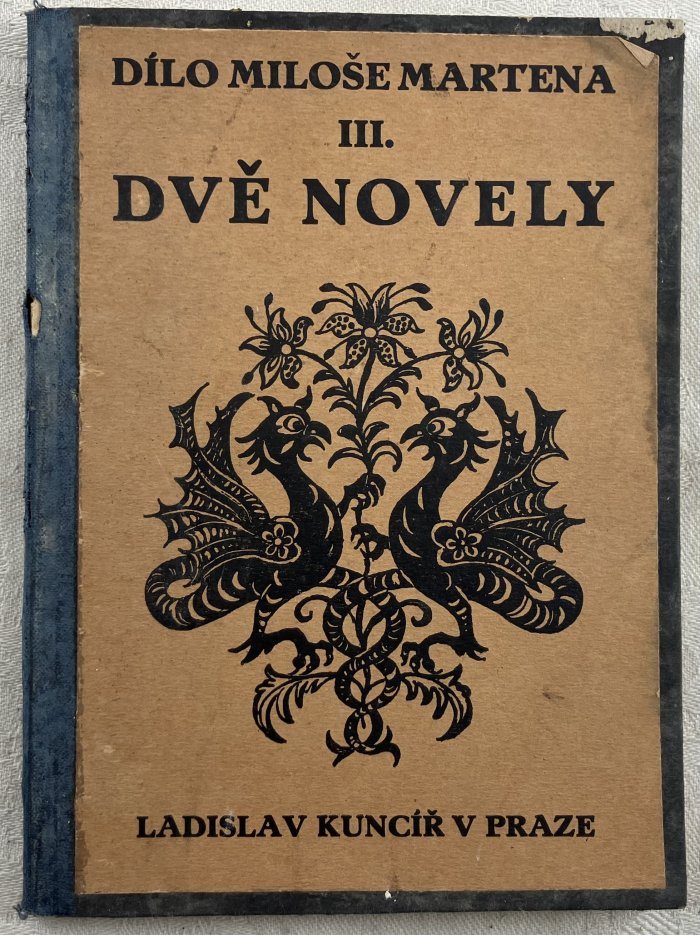 DÍLO MILOŠE MARTENA
III.
DVĚ NOVELY
LADISLAV KUNCÍŘ V PRAZE